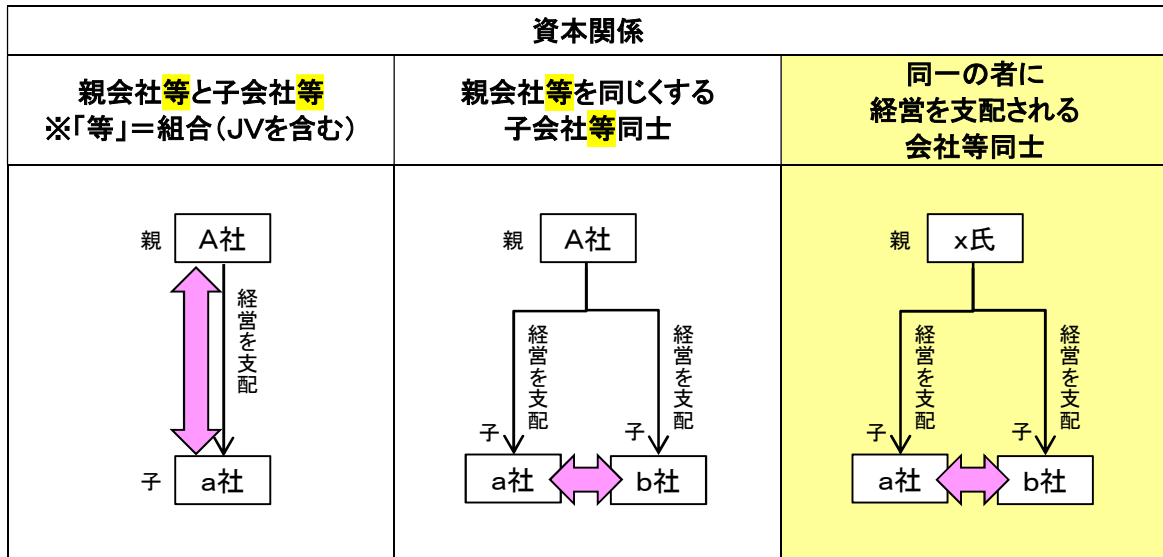 資本関係
親会社等と子会社等
※「等」＝組合（JVを含む）
親会社等を同じくする
子会社等同士
同一の者に
経営を支配される
会社等同士
親
A社
経営を支配
子
a社
親
A社
経営を支配
経営を支配
子
子
a社
b社
親
x氏
経営を支配
経営を支配
子
子
a社
b社